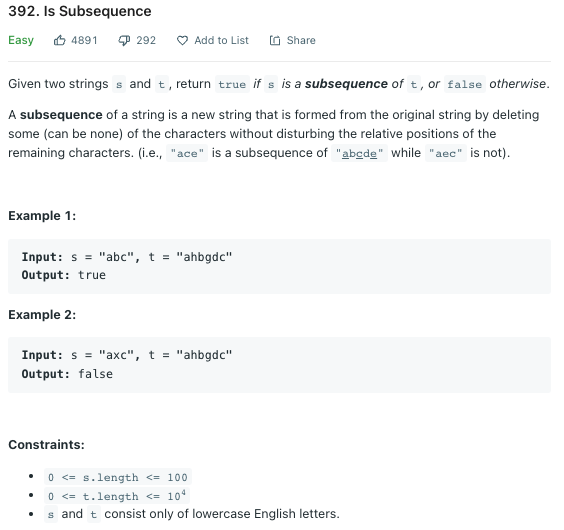 392. Is Subsequence
Easy 4891 292 Add to List Share
Given two strings s and t, return true if s is a subsequence of t, or false otherwise.
A subsequence of a string is a new string that is formed from the original string by deleting
some (can be none) of the characters without disturbing the relative positions of the
remaining characters. (i.e., "ace" is a subsequence of "abcde" while "aec" is not).
Example 1:
Input: s = "abc", t = "ahbgdc"
Output: true
Example 2:
Input: s = "axc", t = "ahbgdc"
Output: false
Constraints:
• 0 <= s.length <= 100
• 0 <= t.length <= 10⁴
• s and t consist only of lowercase English letters.